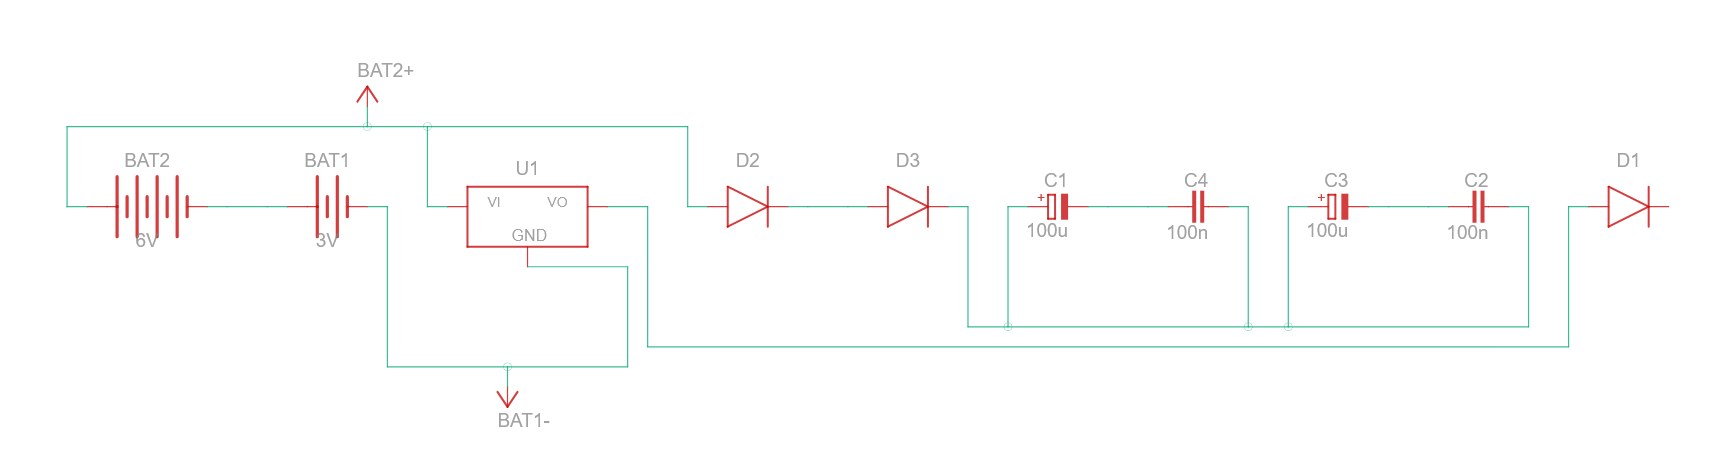 BAT2+
BAT2
BAT1
U1
D2
D3
C1
C4
C3
C2
D1
VI
VO
+
+
GND
6V
3V
100u
100n
100u
100n
BAT1-